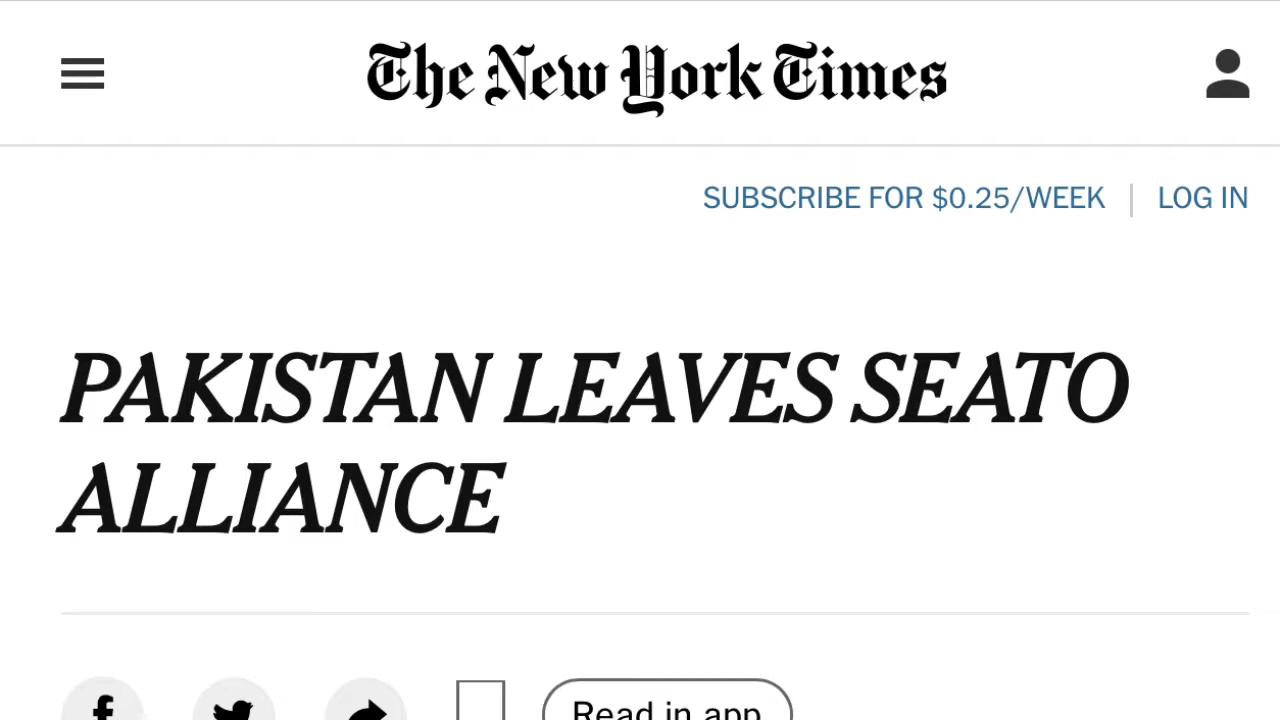 The New York Times
SUBSCRIBE FOR $0.25/WEEK | LOG IN
PAKISTAN LEAVES SEATO
ALLIANCE
Read in app